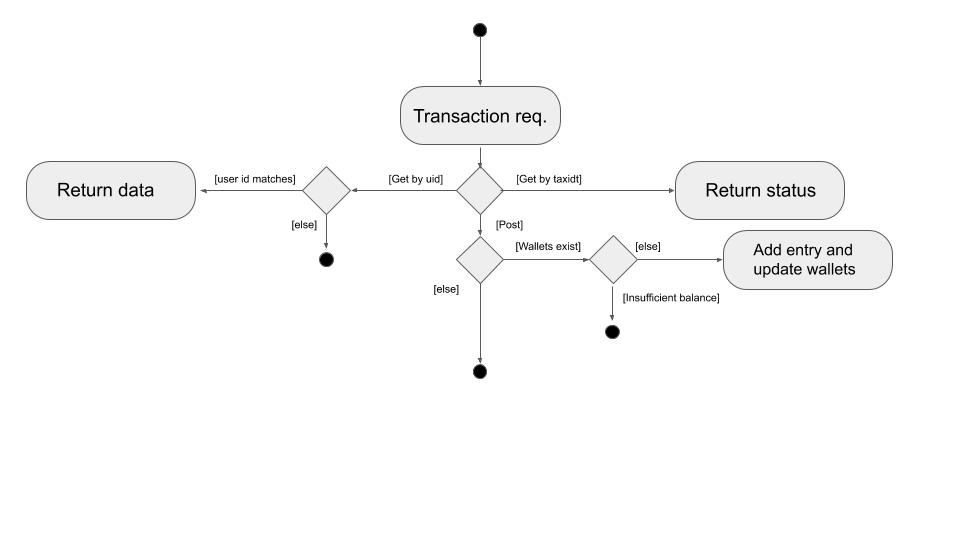 Transaction req.
Return data
[user id matches]
[Get by uid]
[Get by taxidt]
Return status
[else]
[Post]
[Wallets exist]
[else]
Add entry and
update wallets
[else]
[Insufficient balance]